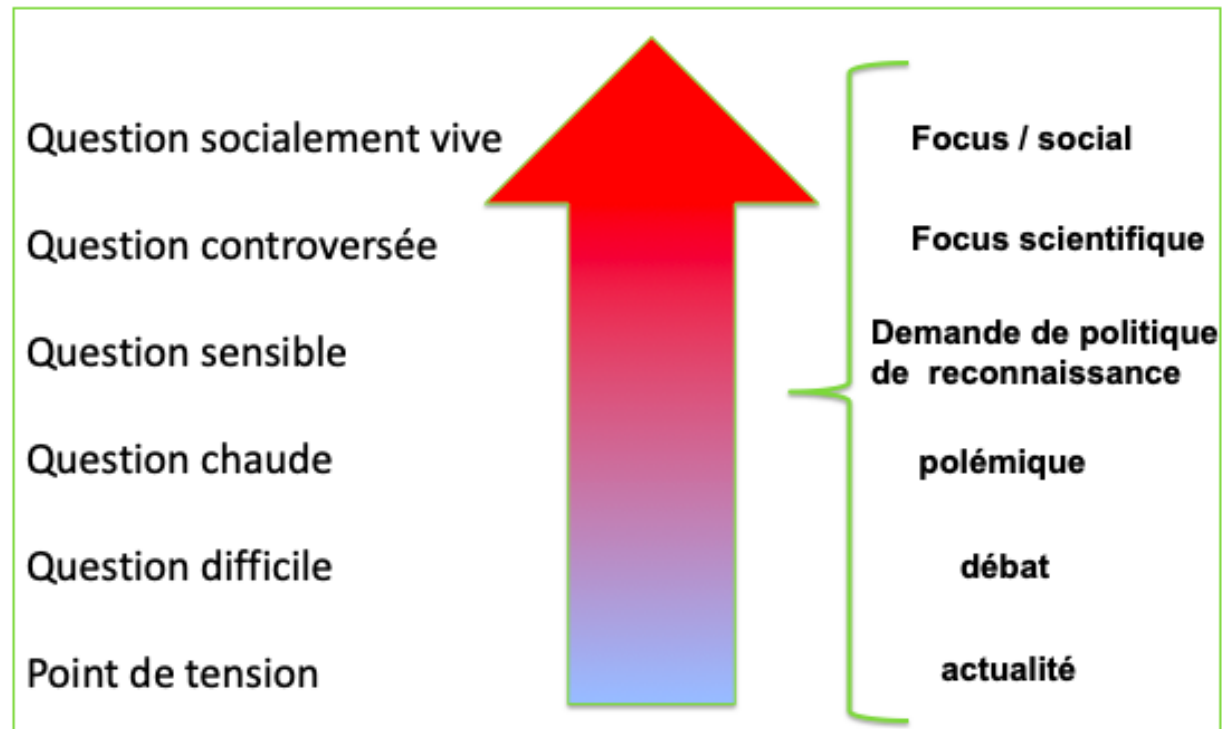 Question socialement vive
Focus / social
Question controversée
Focus scientifique
Question sensible
Demande de politique
de reconnaissance
Question chaude
polémique
Question difficile
débat
Point de tension
actualité